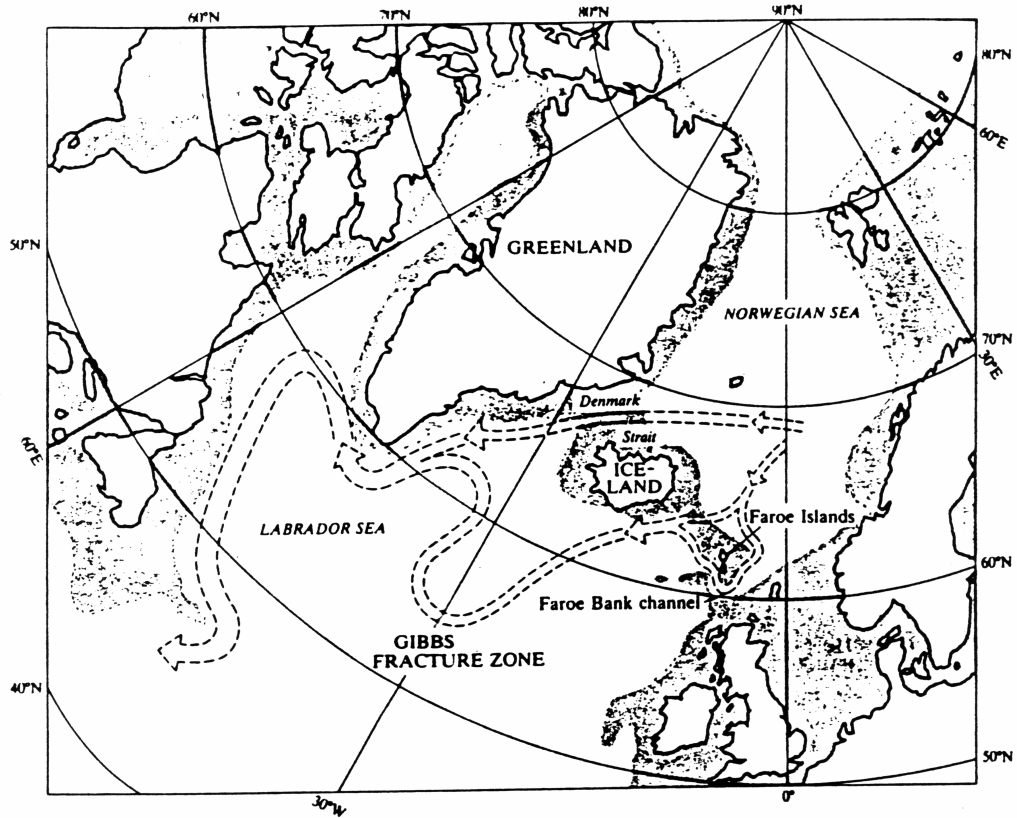 60°N
70°N
80°N
90°N
80°N
60°E
50°N
GREENLAND
NORWEGIAN SEA
70°N
30°E
Denmark
Strait
ICE-
LAND
60°E
LABRADOR SEA
Faroe Islands
60°N
Faroe Bank channel
GIBBS
FRACTURE ZONE
40°N
50°N
30°W
0°